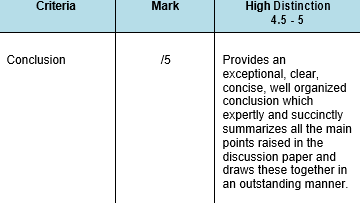 Criteria Mark High Distinction
4.5 - 5
Conclusion /5 Provides an
exceptional, clear,
concise, well organized
conclusion which
expertly and succinctly
summarizes all the main
points raised in the
discussion paper and
draws these together in
an outstanding manner.